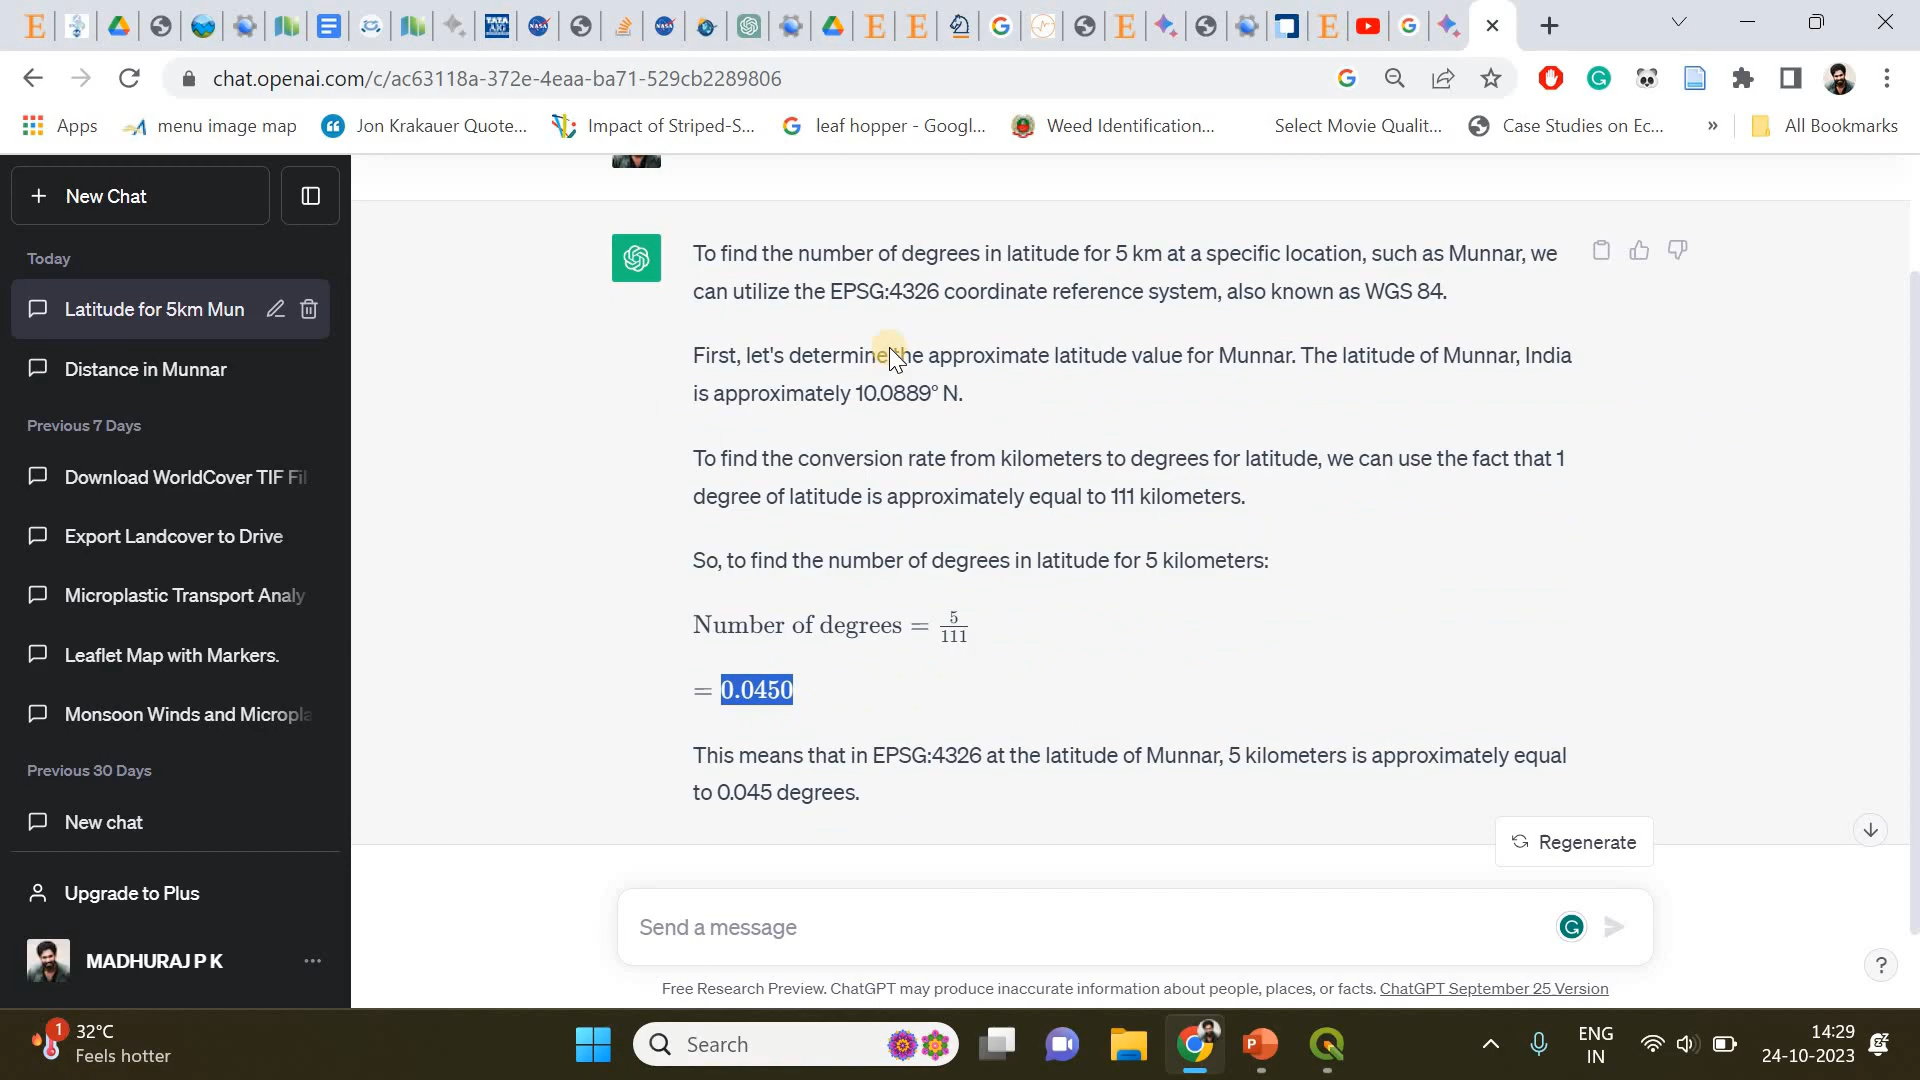 chat.openai.com/c/ac63118a-372e-4eaa-ba71-529cb2289806
Apps
menu image map
Jon Krakauer Quote...
Impact of Striped-S...
leaf hopper - Googl...
Weed Identification...
Select Movie Qualit...
Case Studies on Ec...
»
All Bookmarks
New Chat
Today
Latitude for 5km Mun
Distance in Munnar
Previous 7 Days
Download WorldCover TIF Fil
Export Landcover to Drive
Microplastic Transport Analy
Leaflet Map with Markers.
Monsoon Winds and Micropla
Previous 30 Days
New chat
Upgrade to Plus
MADHURAJ P K
To find the number of degrees in latitude for 5 km at a specific location, such as Munnar, we
can utilize the EPSG:4326 coordinate reference system, also known as WGS 84.
First, let's determine the approximate latitude value for Munnar. The latitude of Munnar, India
is approximately 10.0889° N.
To find the conversion rate from kilometers to degrees for latitude, we can use the fact that 1
degree of latitude is approximately equal to 111 kilometers.
So, to find the number of degrees in latitude for 5 kilometers:
Number of degrees = 5/111
= 0.0450
This means that in EPSG:4326 at the latitude of Munnar, 5 kilometers is approximately equal
to 0.045 degrees.
Regenerate
Send a message
?
Free Research Preview. ChatGPT may produce inaccurate information about people, places, or facts. ChatGPT September 25 Version
1
32°C
Feels hotter
Search
ENG
IN
14:29
24-10-2023